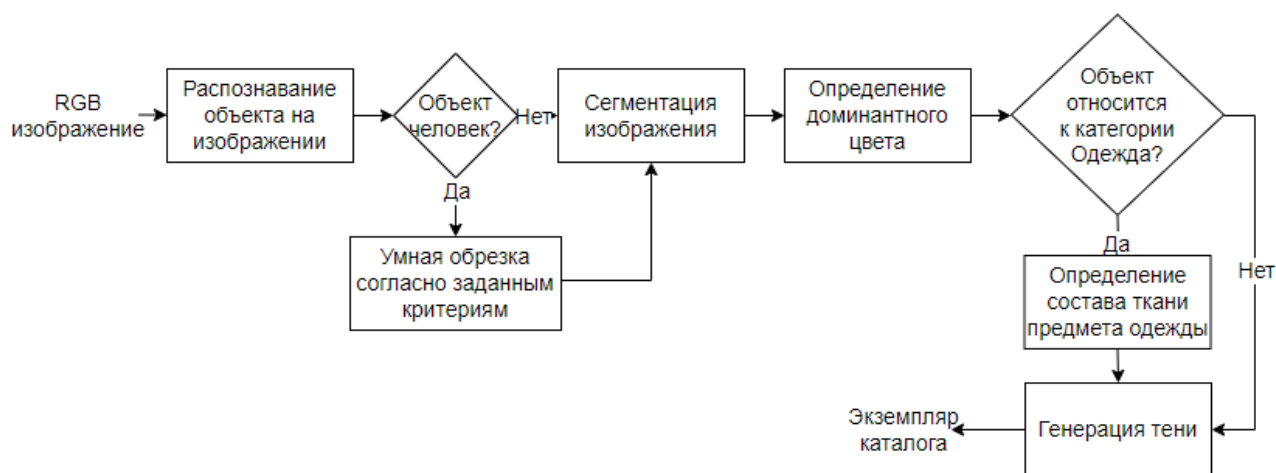 RGB
изображение
Распознавание
объекта на
изображении
Объект
человек?
Нет
Сегментация
изображения
Определение
доминантного
цвета
Объект
относится
к категории
Одежда?
Да
Умная обрезка
согласно заданным
критериям
Да
Нет
Определение
состава ткани
предмета одежды
Экземпляр
каталога
Генерация тени